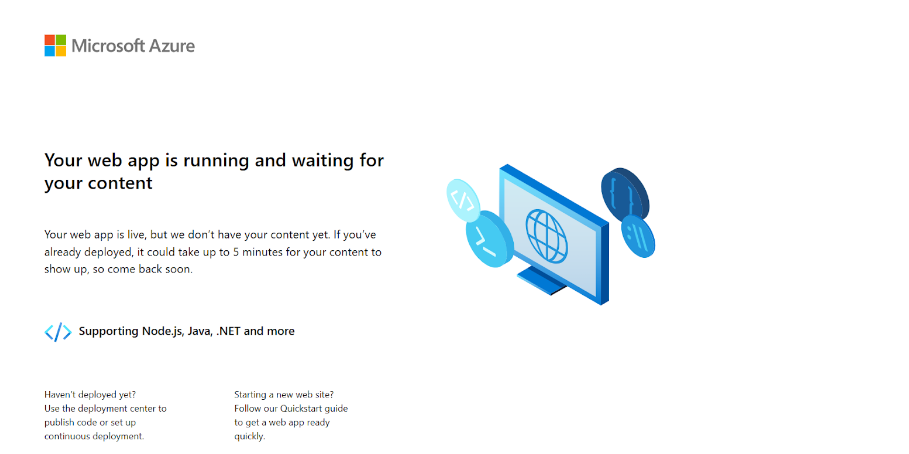 Microsoft Azure
Your web app is running and waiting for
your content
Your web app is live, but we don't have your content yet. If you've
already deployed, it could take up to 5 minutes for your content to
show up, so come back soon.
</>
>_
{ }
:\\
</> Supporting Node.js, Java, .NET and more
Haven't deployed yet?
Use the deployment center to
publish code or set up
continuous deployment.
Starting a new web site?
Follow our Quickstart guide
to get a web app ready
quickly.